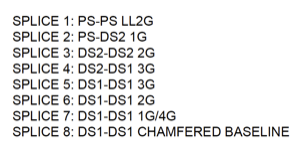 SPLICE 1: PS-PS LL2G
SPLICE 2: PS-DS2 1G
SPLICE 3: DS2-DS2 2G
SPLICE 4: DS2-DS1 3G
SPLICE 5: DS1-DS1 3G
SPLICE 6: DS1-DS1 2G
SPLICE 7: DS1-DS1 1G/4G
SPLICE 8: DS1-DS1 CHAMFERED BASELINE